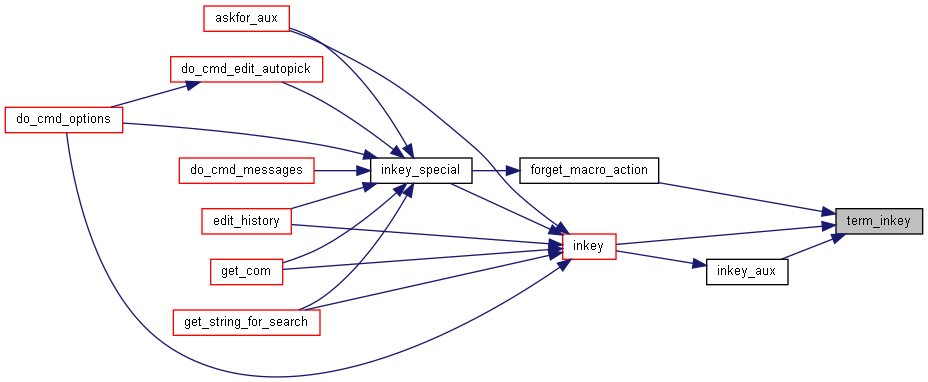 askfor_aux
do_cmd_edit_autopick
do_cmd_options
do_cmd_messages
inkey_special
forget_macro_action
edit_history
term_inkey
inkey
get_com
inkey_aux
get_string_for_search